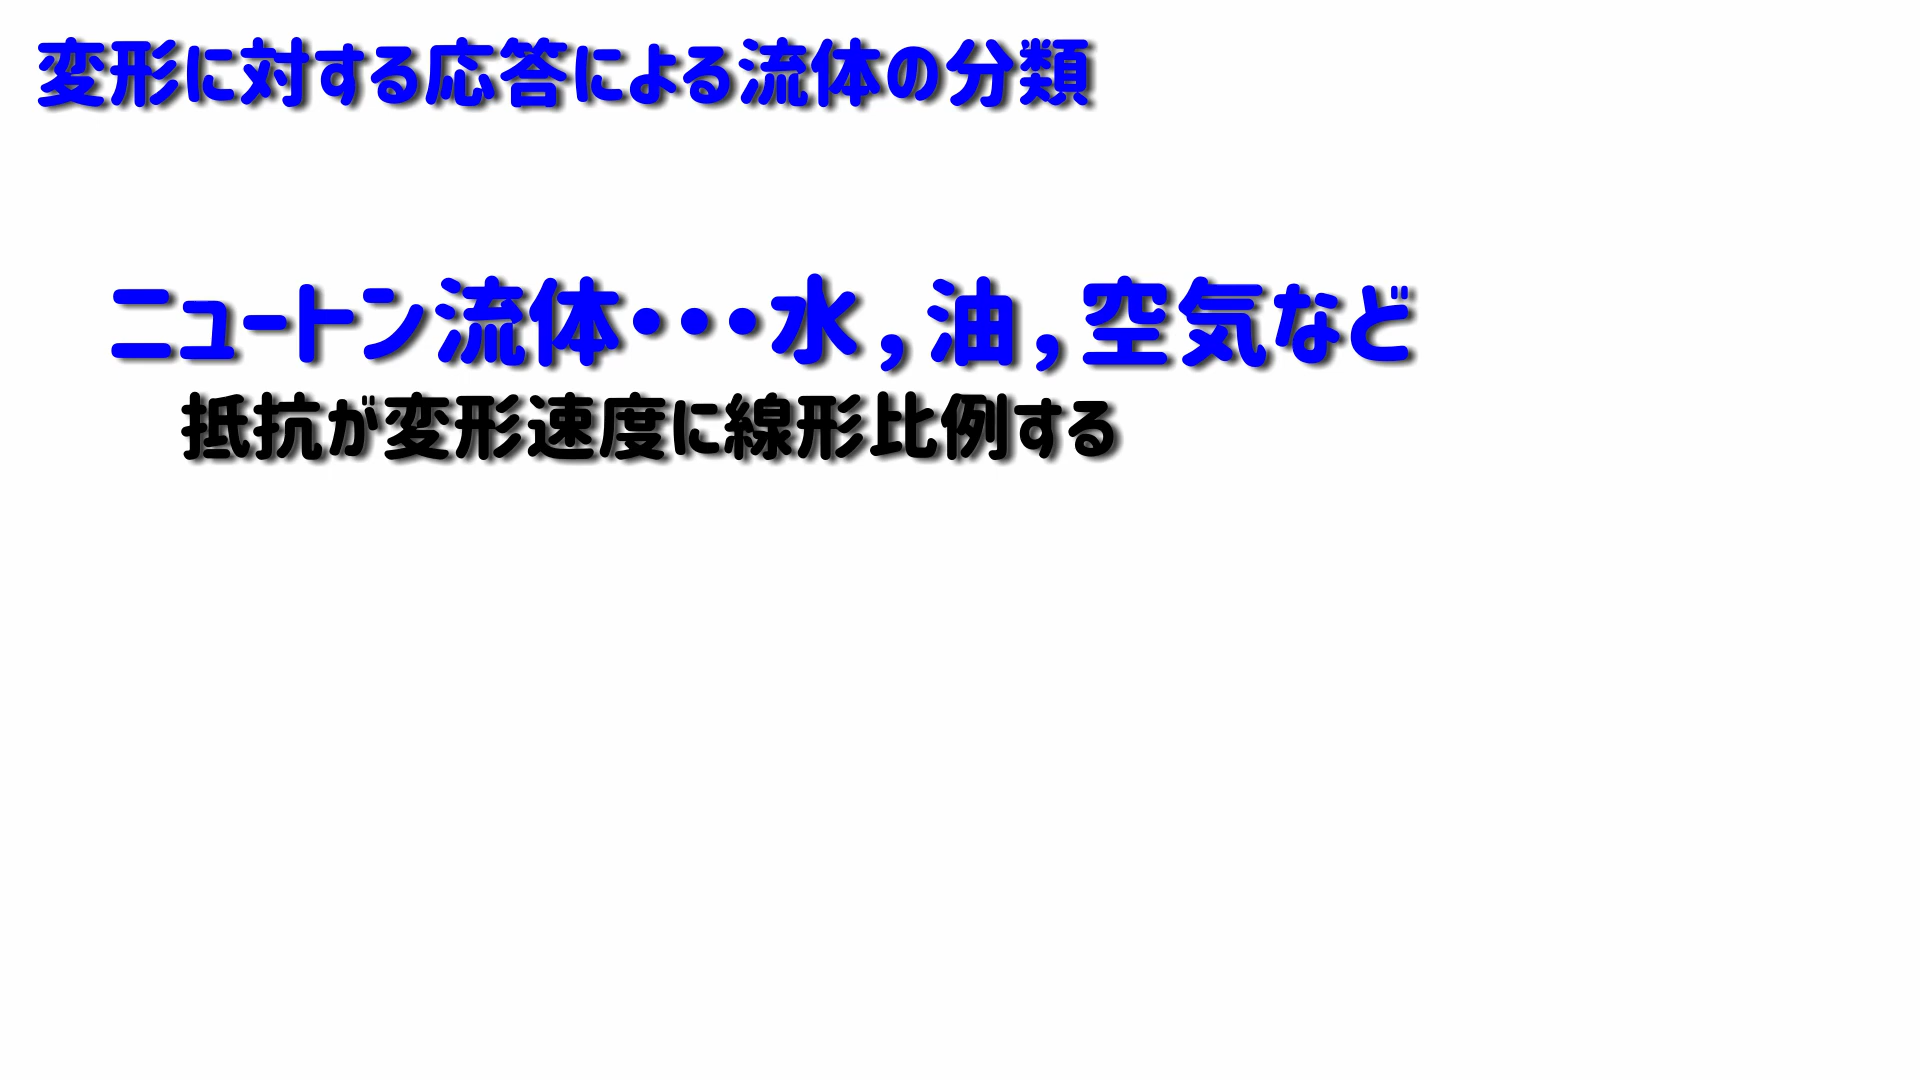 変形に対する応答による流体の分類
ニュートン流体・・・水,油,空気など
抵抗が変形速度に線形比例する